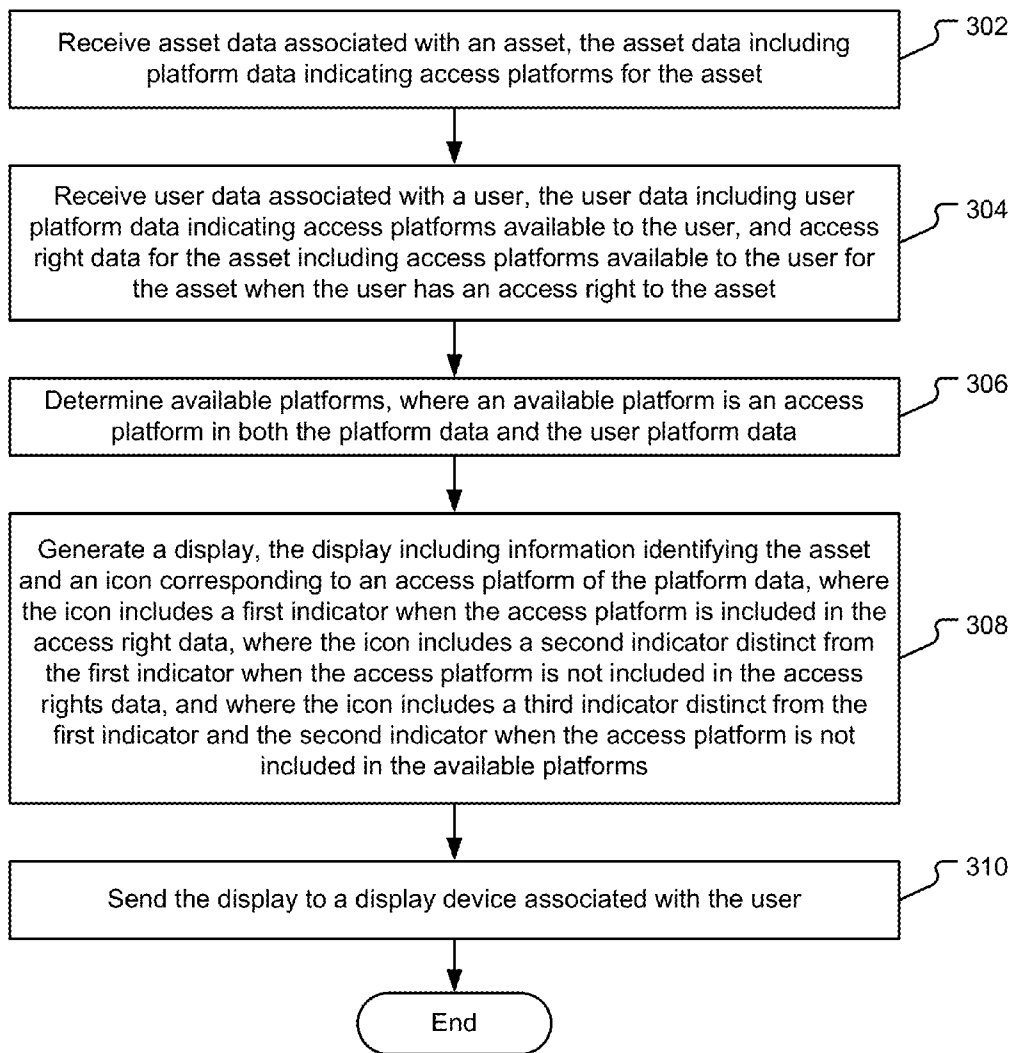 Receive asset data associated with an asset, the asset data including
platform data indicating access platforms for the asset
302
Receive user data associated with a user, the user data including user
platform data indicating access platforms available to the user, and access
right data for the asset including access platforms available to the user for
the asset when the user has an access right to the asset
304
Determine available platforms, where an available platform is an access
platform in both the platform data and the user platform data
306
Generate a display, the display including information identifying the asset
and an icon corresponding to an access platform of the platform data, where
the icon includes a first indicator when the access platform is included in the
access right data, where the icon includes a second indicator distinct from
the first indicator when the access platform is not included in the access
rights data, and where the icon includes a third indicator distinct from the
first indicator and the second indicator when the access platform is not
included in the available platforms
308
Send the display to a display device associated with the user
310
End